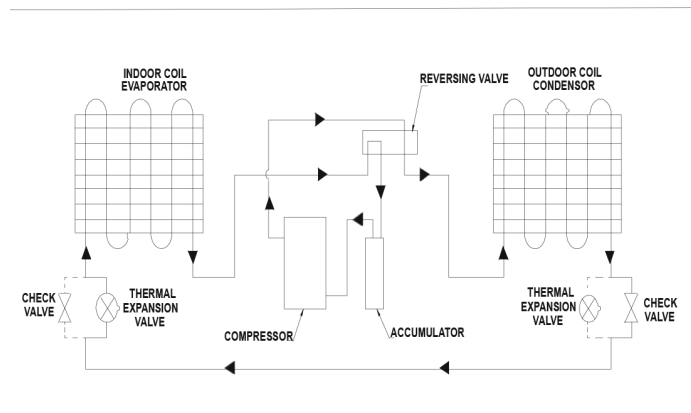 INDOOR COIL
EVAPORATOR
REVERSING VALVE
OUTDOOR COIL
CONDENSOR
CHECK
VALVE
THERMAL
EXPANSION
VALVE
COMPRESSOR
ACCUMULATOR
THERMAL
EXPANSION
VALVE
CHECK
VALVE